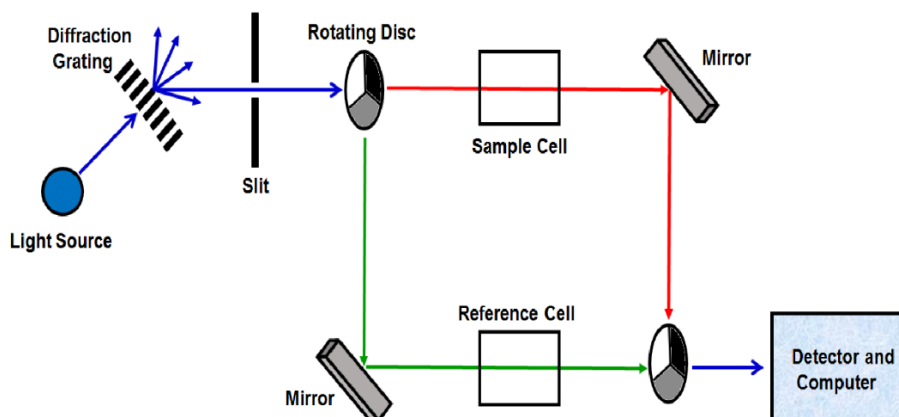 Diffraction
Grating
Rotating Disc
Mirror
Sample Cell
Slit
Light Source
Reference Cell
Mirror
Detector and
Computer